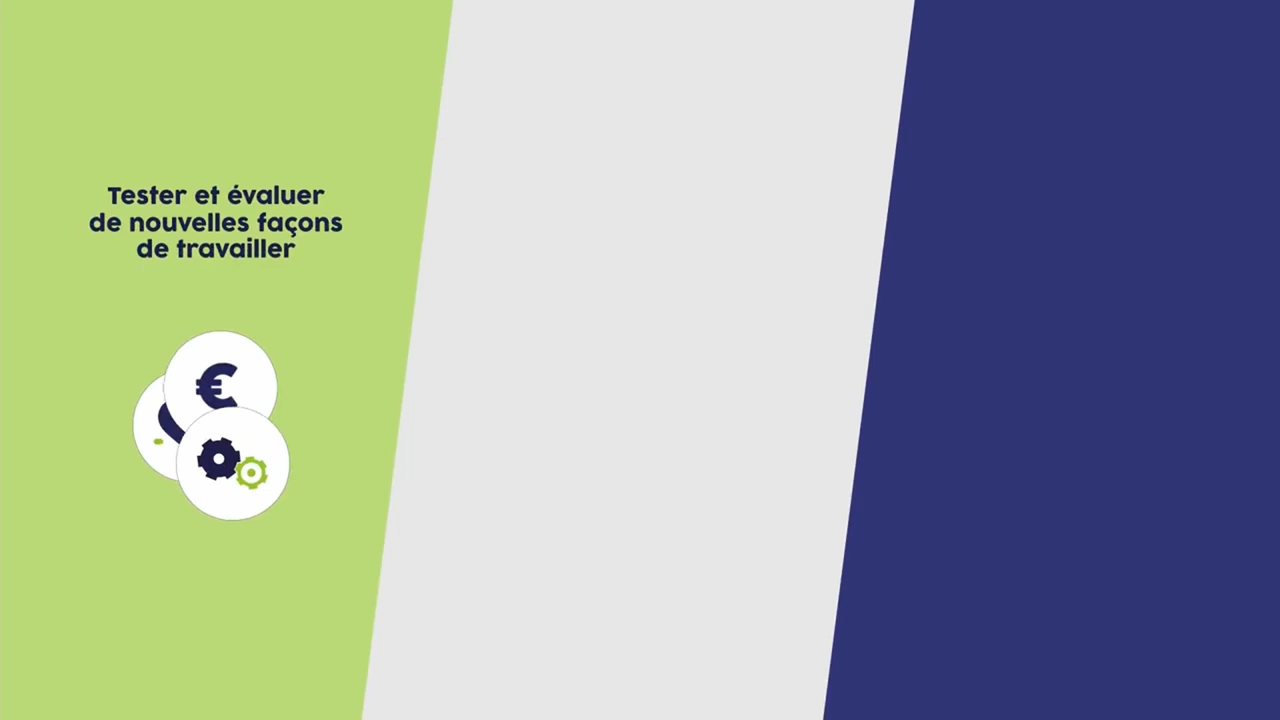 Tester et évaluer
de nouvelles façons
de travailler
€